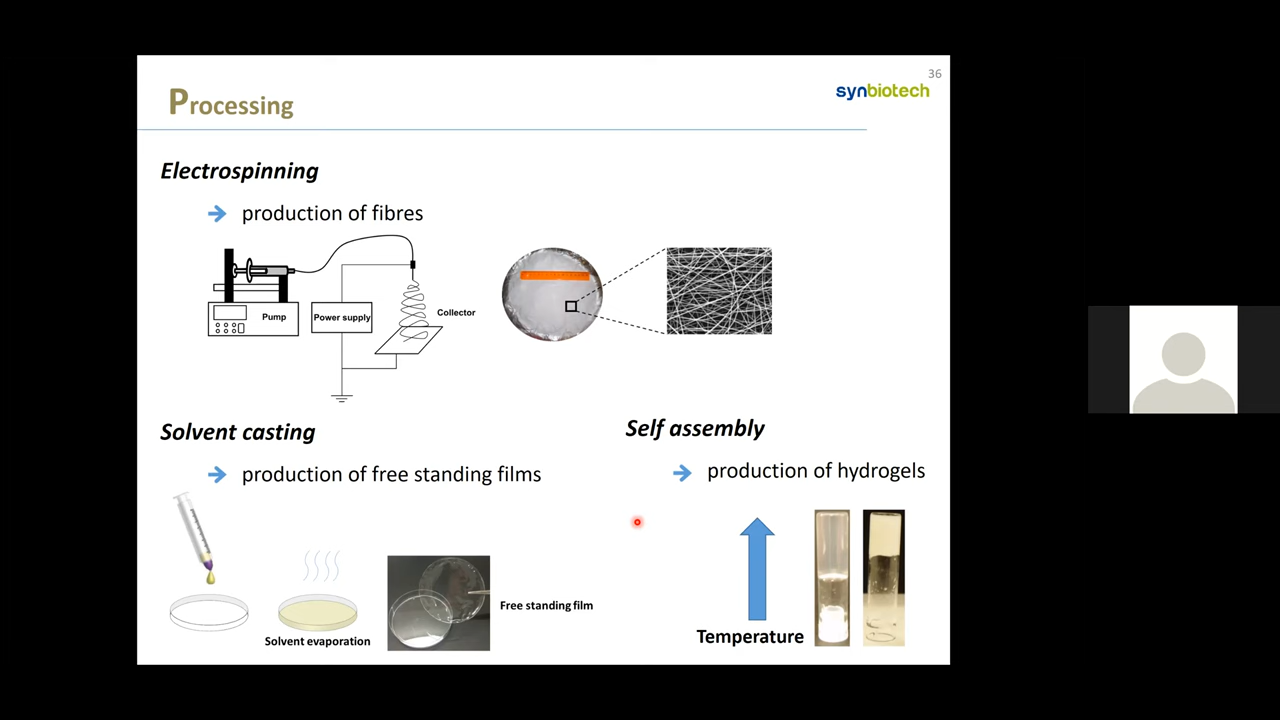 36
synbiotech
Processing
Electrospinning
production of fibres
Pump
Power supply
Collector
Solvent casting
production of free standing films
Solvent evaporation
Free standing film
Self assembly
production of hydrogels
Temperature